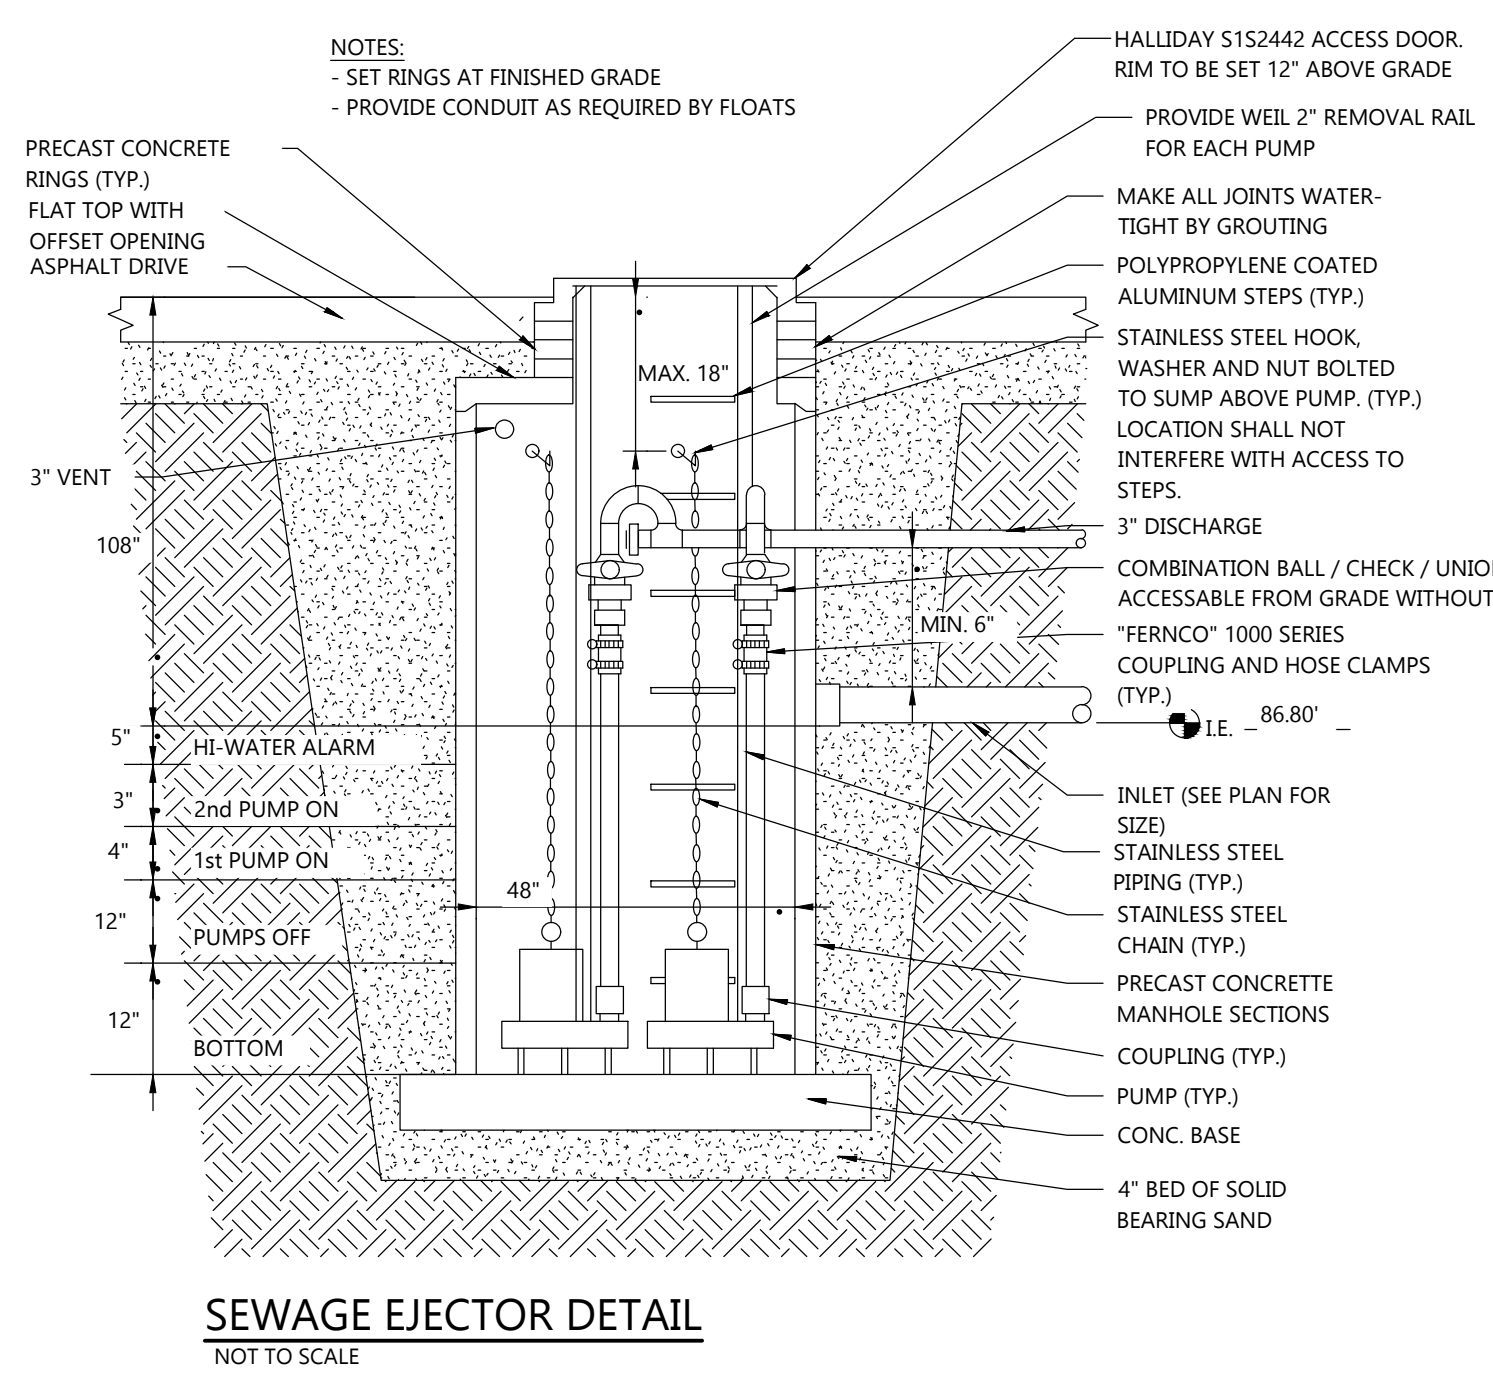 NOTES:
- SET RINGS AT FINISHED GRADE
- PROVIDE CONDUIT AS REQUIRED BY FLOATS
PRECAST CONCRETE
RINGS (TYP.)
FLAT TOP WITH
OFFSET OPENING
ASPHALT DRIVE
3" VENT
108"
5"
HI-WATER ALARM
3"
2nd PUMP ON
4"
1st PUMP ON
12"
PUMPS OFF
12"
BOTTOM
MAX. 18"
48"
MIN. 6"
HALLIDAY S1S2442 ACCESS DOOR.
RIM TO BE SET 12" ABOVE GRADE
PROVIDE WEIL 2" REMOVAL RAIL
FOR EACH PUMP
MAKE ALL JOINTS WATER-
TIGHT BY GROUTING
POLYPROPYLENE COATED
ALUMINUM STEPS (TYP.)
STAINLESS STEEL HOOK,
WASHER AND NUT BOLTED
TO SUMP ABOVE PUMP. (TYP.)
LOCATION SHALL NOT
INTERFERE WITH ACCESS TO
STEPS.
3" DISCHARGE
COMBINATION BALL / CHECK /
ACCESSABLE FROM GRADE WITHOUT
"FERNCO" 1000 SERIES
COUPLING AND HOSE CLAMPS
(TYP.)
I.E. – 86.80' –
INLET (SEE PLAN FOR
SIZE)
STAINLESS STEEL
PIPING (TYP.)
STAINLESS STEEL
CHAIN (TYP.)
PRECAST CONCRETTE
MANHOLE SECTIONS
COUPLING (TYP.)
PUMP (TYP.)
CONC. BASE
4" BED OF SOLID
BEARING SAND
SEWAGE EJECTOR DETAIL
NOT TO SCALE